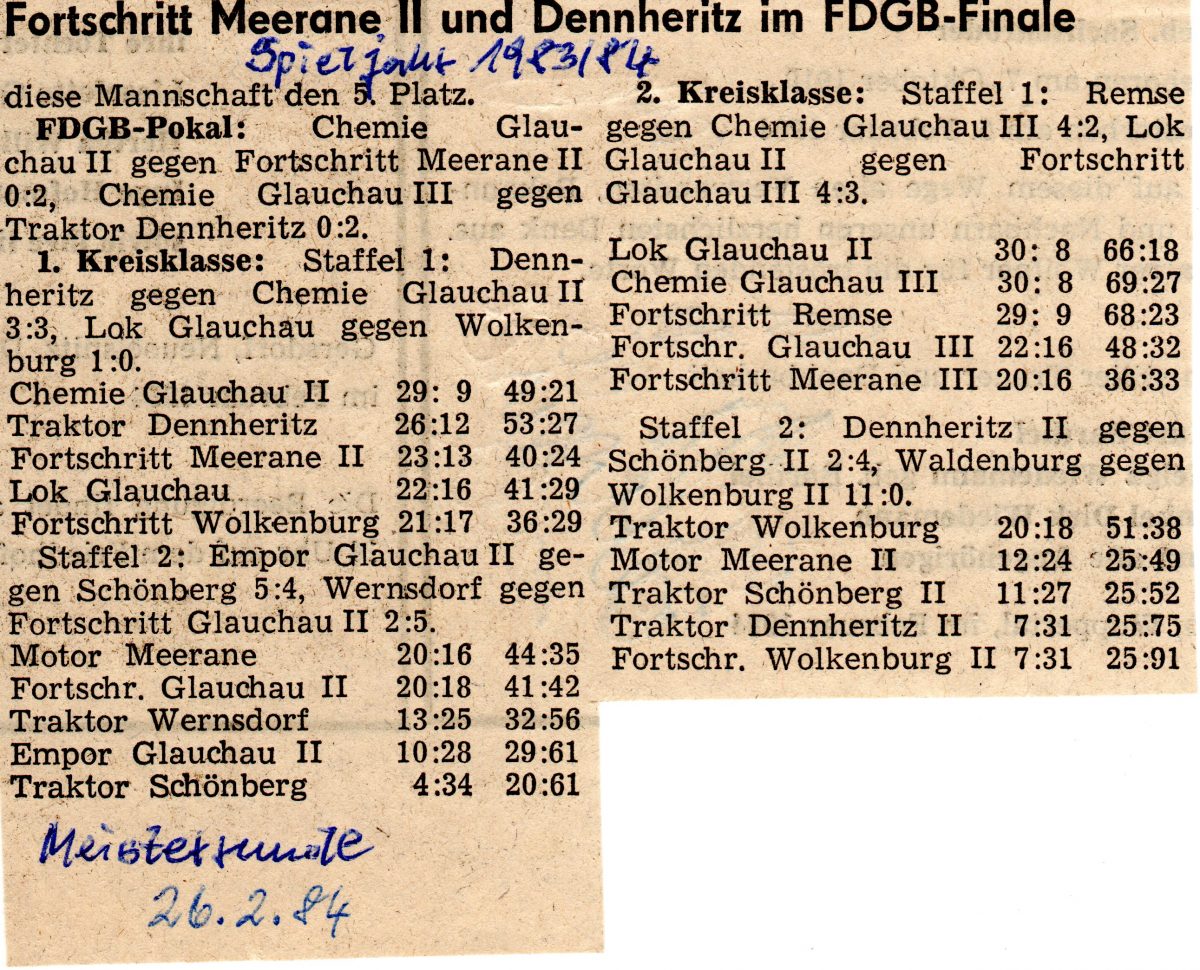 Fortschritt Meerane II und Dennheritz im FDGB-Finale
Spieljahr 1983/84
diese Mannschaft den 5. Platz.
FDGB-Pokal: Chemie Glau-
chau II gegen Fortschritt Meerane II
0:2, Chemie Glauchau III gegen
Traktor Dennheritz 0:2.
1. Kreisklasse: Staffel 1: Denn-
heritz gegen Chemie Glauchau II
3:3, Lok Glauchau gegen Wolken-
burg 1:0.
Chemie Glauchau II 29: 9 49:21
Traktor Dennheritz 26:12 53:27
Fortschritt Meerane II 23:13 40:24
Lok Glauchau 22:16 41:29
Fortschritt Wolkenburg 21:17 36:29
Staffel 2: Empor Glauchau II ge-
gen Schönberg 5:4, Wernsdorf gegen
Fortschritt Glauchau II 2:5.
Motor Meerane 20:16 44:35
Fortschr. Glauchau II 20:18 41:42
Traktor Wernsdorf 13:25 32:56
Empor Glauchau II 10:28 29:61
Traktor Schönberg 4:34 20:61
Meisterrunde
26.2.84
2. Kreisklasse: Staffel 1: Remse
gegen Chemie Glauchau III 4:2, Lok
Glauchau II gegen Fortschritt
Glauchau III 4:3.
Lok Glauchau II 30: 8 66:18
Chemie Glauchau III 30: 8 69:27
Fortschritt Remse 29: 9 68:23
Fortschr. Glauchau III 22:16 48:32
Fortschritt Meerane III 20:16 36:33
Staffel 2: Dennheritz II gegen
Schönberg II 2:4, Waldenburg gegen
Wolkenburg II 11:0.
Traktor Wolkenburg 20:18 51:38
Motor Meerane II 12:24 25:49
Traktor Schönberg II 11:27 25:52
Traktor Dennheritz II 7:31 25:75
Fortschr. Wolkenburg II 7:31 25:91